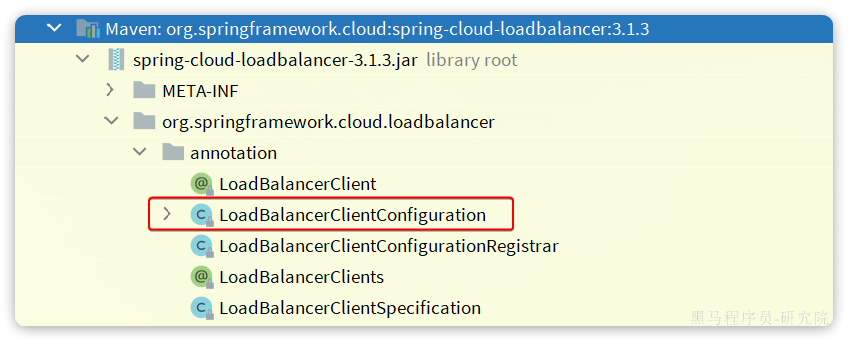 Maven: org.springframework.cloud:spring-cloud-loadbalancer:3.1.3
spring-cloud-loadbalancer-3.1.3.jar library root
META-INF
org.springframework.cloud.loadbalancer
annotation
@ LoadBalancerClient
C LoadBalancerClientConfiguration
C LoadBalancerClientConfigurationRegistrar
@ LoadBalancerClients
C LoadBalancerClientSpecification
黑马程序员-研究院